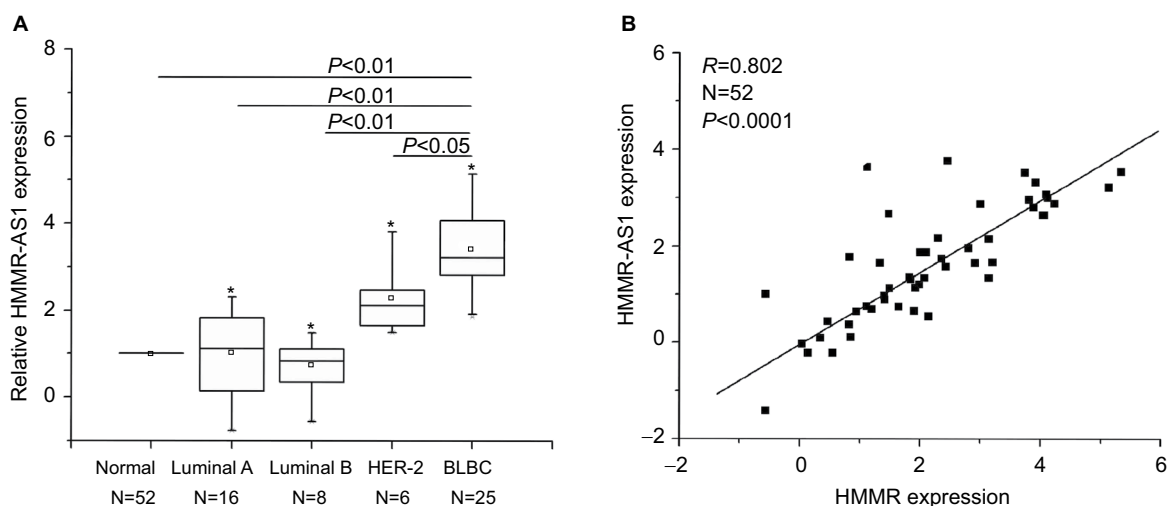 A
8
6
4
2
0
Relative HMMR-AS1 expression
P<0.01
P<0.01
P<0.01
P<0.05
*
*
*
*
Normal Luminal A Luminal B HER-2 BLBC
N=52 N=16 N=8 N=6 N=25
B
R=0.802
N=52
P<0.0001
6
4
2
0
−2
HMMR-AS1 expression
−2 0 2 4 6
HMMR expression